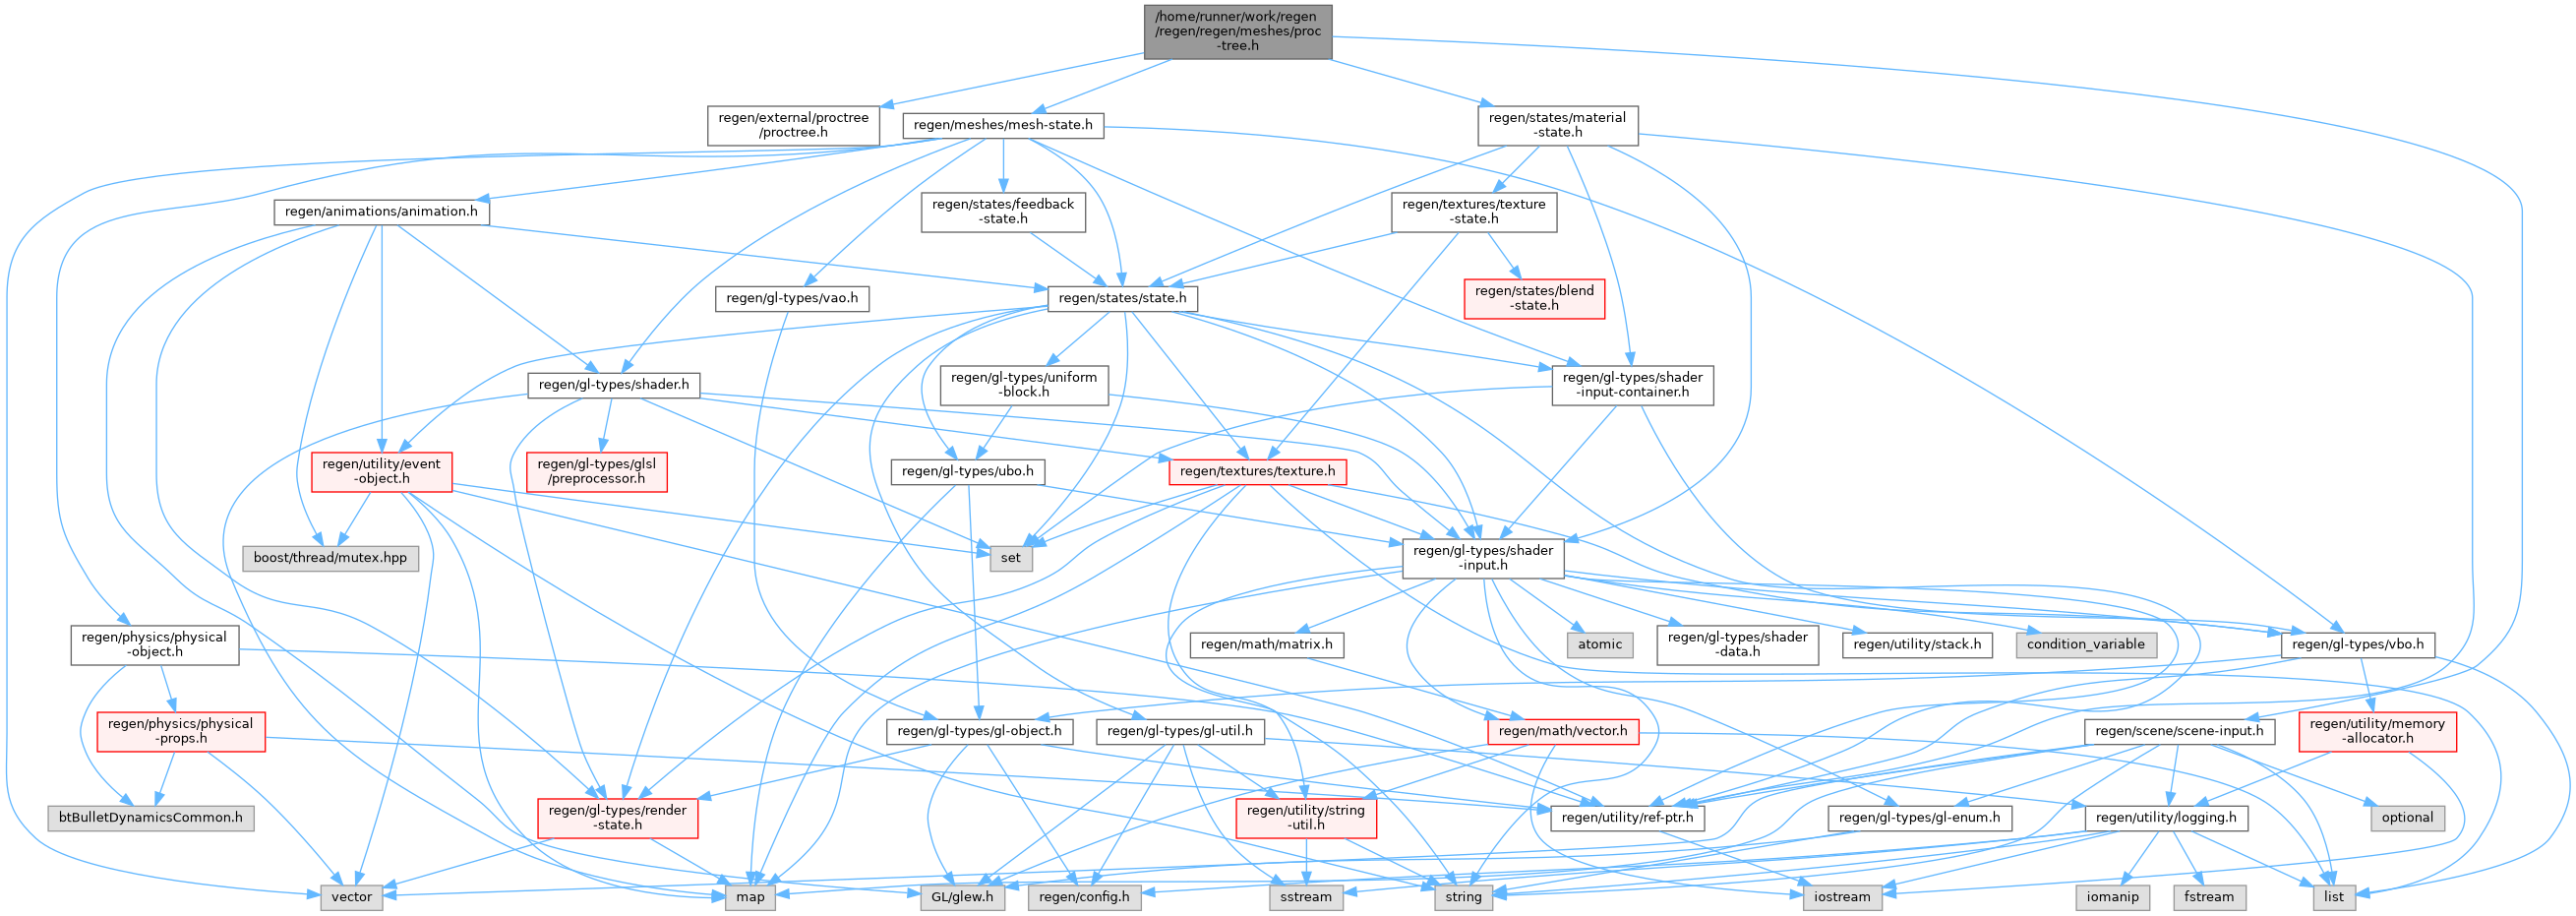 /home/runner/work/regen
/regen/regen/meshes/proc
-tree.h
regen/external/proctree
/proctree.h
regen/meshes/mesh-state.h
regen/states/material
-state.h
regen/animations/animation.h
regen/states/feedback
-state.h
regen/textures/texture
-state.h
regen/gl-types/vao.h
regen/states/state.h
regen/states/blend
-state.h
regen/gl-types/shader.h
regen/gl-types/uniform
-block.h
regen/gl-types/shader
-input-container.h
regen/utility/event
-object.h
regen/gl-types/glsl
/preprocessor.h
regen/gl-types/ubo.h
regen/textures/texture.h
boost/thread/mutex.hpp
set
regen/gl-types/shader
-input.h
regen/physics/physical
-object.h
regen/math/matrix.h
atomic
regen/gl-types/shader
-data.h
regen/utility/stack.h
condition_variable
regen/gl-types/vbo.h
regen/physics/physical
-props.h
regen/gl-types/gl-object.h
regen/gl-types/gl-util.h
regen/math/vector.h
regen/scene/scene-input.h
regen/utility/memory
-allocator.h
btBulletDynamicsCommon.h
regen/gl-types/render
-state.h
regen/utility/string
-util.h
regen/utility/ref-ptr.h
regen/gl-types/gl-enum.h
regen/utility/logging.h
optional
vector
map
GL/glew.h
regen/config.h
sstream
string
iostream
iomanip
fstream
list